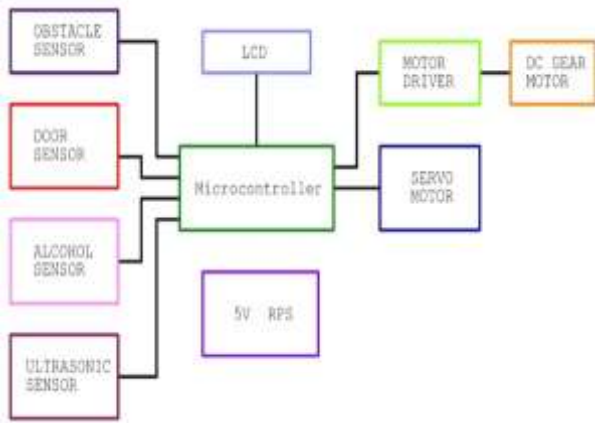 OBSTACLE
SENSOR
LCD
MOTOR
DRIVER
DC GEAR
MOTOR
DOOR
SENSOR
Microcontroller
SERVO
MOTOR
ALCOHOL
SENSOR
5V RPS
ULTRASONIC
SENSOR